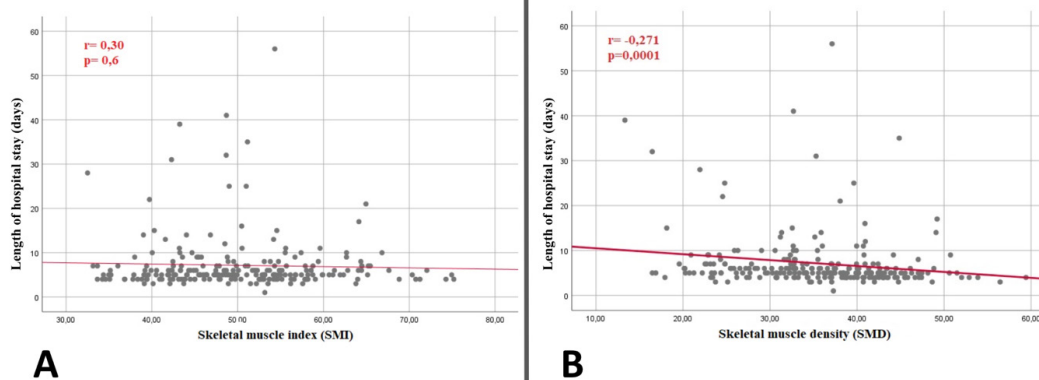 r= 0,30
p= 0,6
Length of hospital stay (days)
60
50
40
30
20
10
0
30,00 40,00 50,00 60,00 70,00 80,00
Skeletal muscle index (SMI)
A
r= -0,271
p=0,0001
Length of hospital stay (days)
60
50
40
30
20
10
0
10,00 20,00 30,00 40,00 50,00 60,0
Skeletal muscle density (SMD)
B